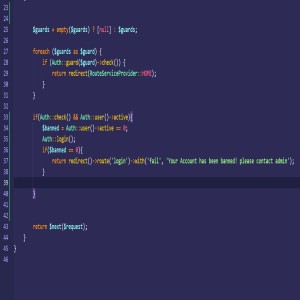 23
24
25 $guards = empty($guards) ? [null] : $guards;
26
27 foreach ($guards as $guard) {
28 if (Auth::guard($guard)->check()) {
29 return redirect(RouteServiceProvider::HOME);
30 }
31 }
32
33 if(Auth::check() && Auth::user()->active){
34 $banned = Auth::user()->active == 0;
35 Auth::login();
36 if($banned == 0){
37 return redirect()->route('login')->with('fail', 'Your Account has been banned! please contact admin');
38 }
39
40 }
41
42
43 return $next($request);
44 }
45 }
46